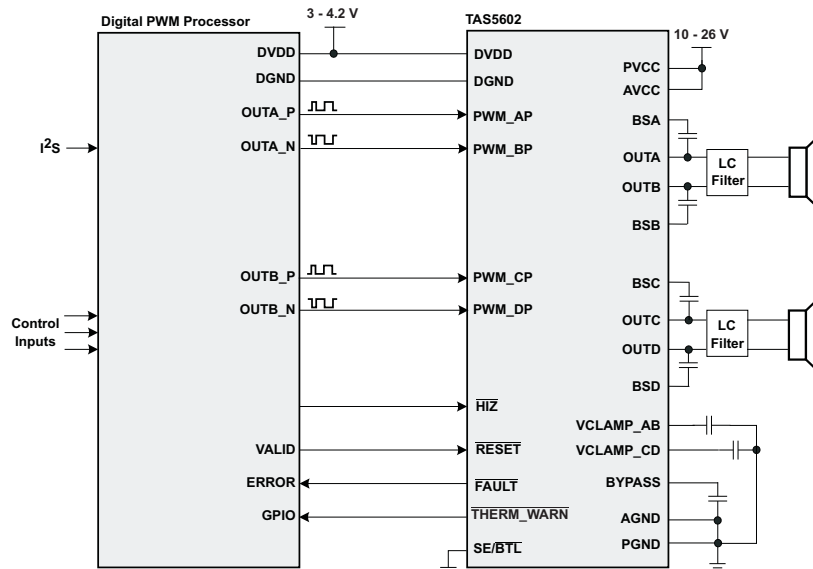 Digital PWM Processor
3 - 4.2 V
TAS5602
10 - 26 V
DVDD
DGND
OUTA_P
OUTA_N
I2S
OUTB_P
OUTB_N
Control
Inputs
VALID
ERROR
GPIO
DVDD
DGND
PWM_AP
PWM_BP
PWM_CP
PWM_DP
HIZ
RESET
FAULT
THERM_WARN
SE/BTL
PVCC
AVCC
BSA
OUTA
OUTB
BSB
LC
Filter
BSC
OUTC
OUTD
BSD
LC
Filter
VCLAMP_AB
VCLAMP_CD
BYPASS
AGND
PGND